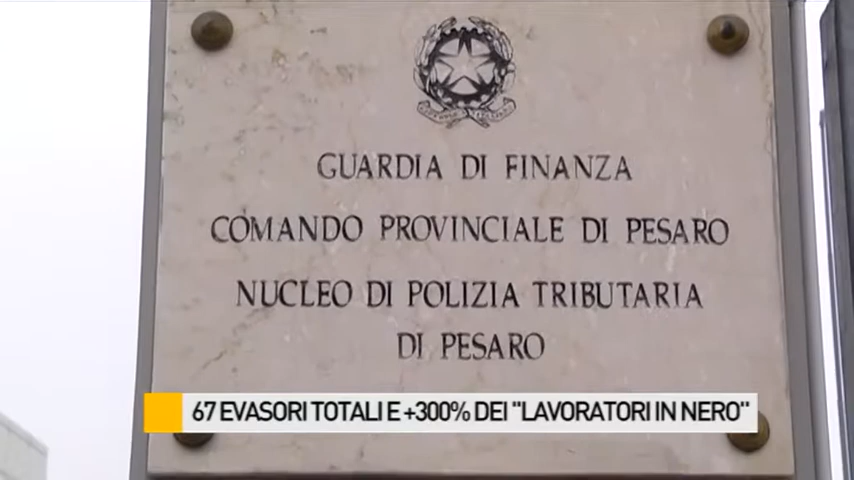 GUARDIA DI FINANZA
COMANDO PROVINCIALE DI PESARO
NUCLEO DI POLIZIA TRIBUTARIA
DI PESARO
67 EVASORI TOTALI E +300% DEI "LAVORATORI IN NERO"